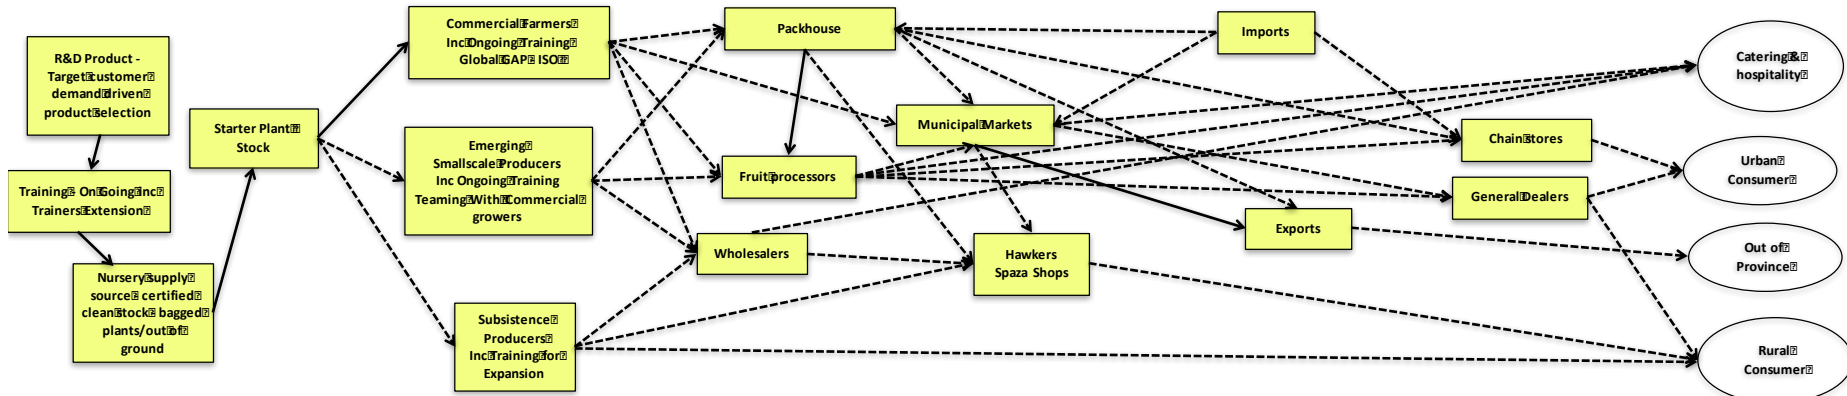 R&D Product -
Target customer
demand driven
product selection
Training - On Going inc
Trainers Extension
Nursery supply
source - certified
clean stock - bagged
plants/out of
ground
Starter Plant
Stock
Commercial Farmers
Inc Ongoing Training
Global GAP - ISO
Emerging
Smallscale Producers
Inc Ongoing Training
Teaming With Commercial
growers
Subsistence
Producers
Inc Training for
Expansion
Packhouse
Fruit processors
Wholesalers
Municipal Markets
Hawkers
Spaza Shops
Imports
Exports
Chain stores
General Dealers
Catering &
hospitality
Urban
Consumer
Out of
Province
Rural
Consumer